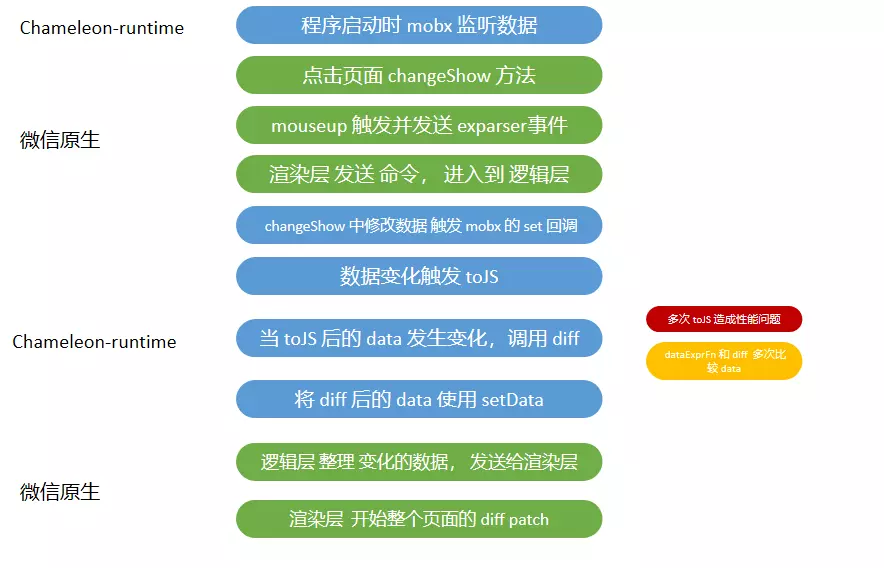 Chameleon-runtime
程序启动时 mobx 监听数据
点击页面 changeShow 方法
微信原生
mouseup 触发并发送 exparser事件
渲染层 发送 命令， 进入到 逻辑层
changeShow 中修改数据 触发 mobx 的 set 回调
数据变化触发 toJS
Chameleon-runtime
当 toJS 后的 data 发生变化，调用 diff
多次 toJS 造成性能问题
dataExprFn 和 diff 多次比
较 data
将 diff 后的 data 使用 setData
微信原生
逻辑层 整理 变化的数据， 发送给渲染层
渲染层 开始整个页面的 diff patch